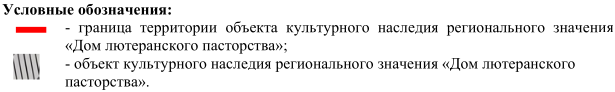 Условные обозначения:
- граница территории объекта культурного наследия регионального значения
«Дом лютеранского пасторства»;
- объект культурного наследия регионального значения «Дом лютеранского
пасторства».